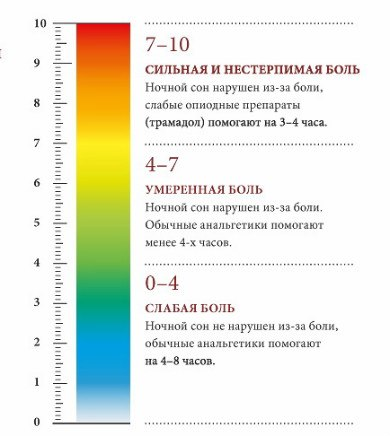 10
9
8
7
6
5
4
3
2
1
0
7–10
СИЛЬНАЯ И НЕСТЕРПИМАЯ БОЛЬ
Ночной сон нарушен из-за боли,
слабые опиодные препараты
(трамадол) помогают на 3–4 часа.
4–7
УМЕРЕННАЯ БОЛЬ
Ночной сон нарушен из-за боли.
Обычные анальгетики помогают
менее 4-х часов.
0–4
СЛАБАЯ БОЛЬ
Ночной сон не нарушен из-за боли,
обычные анальгетики помогают
на 4–8 часов.